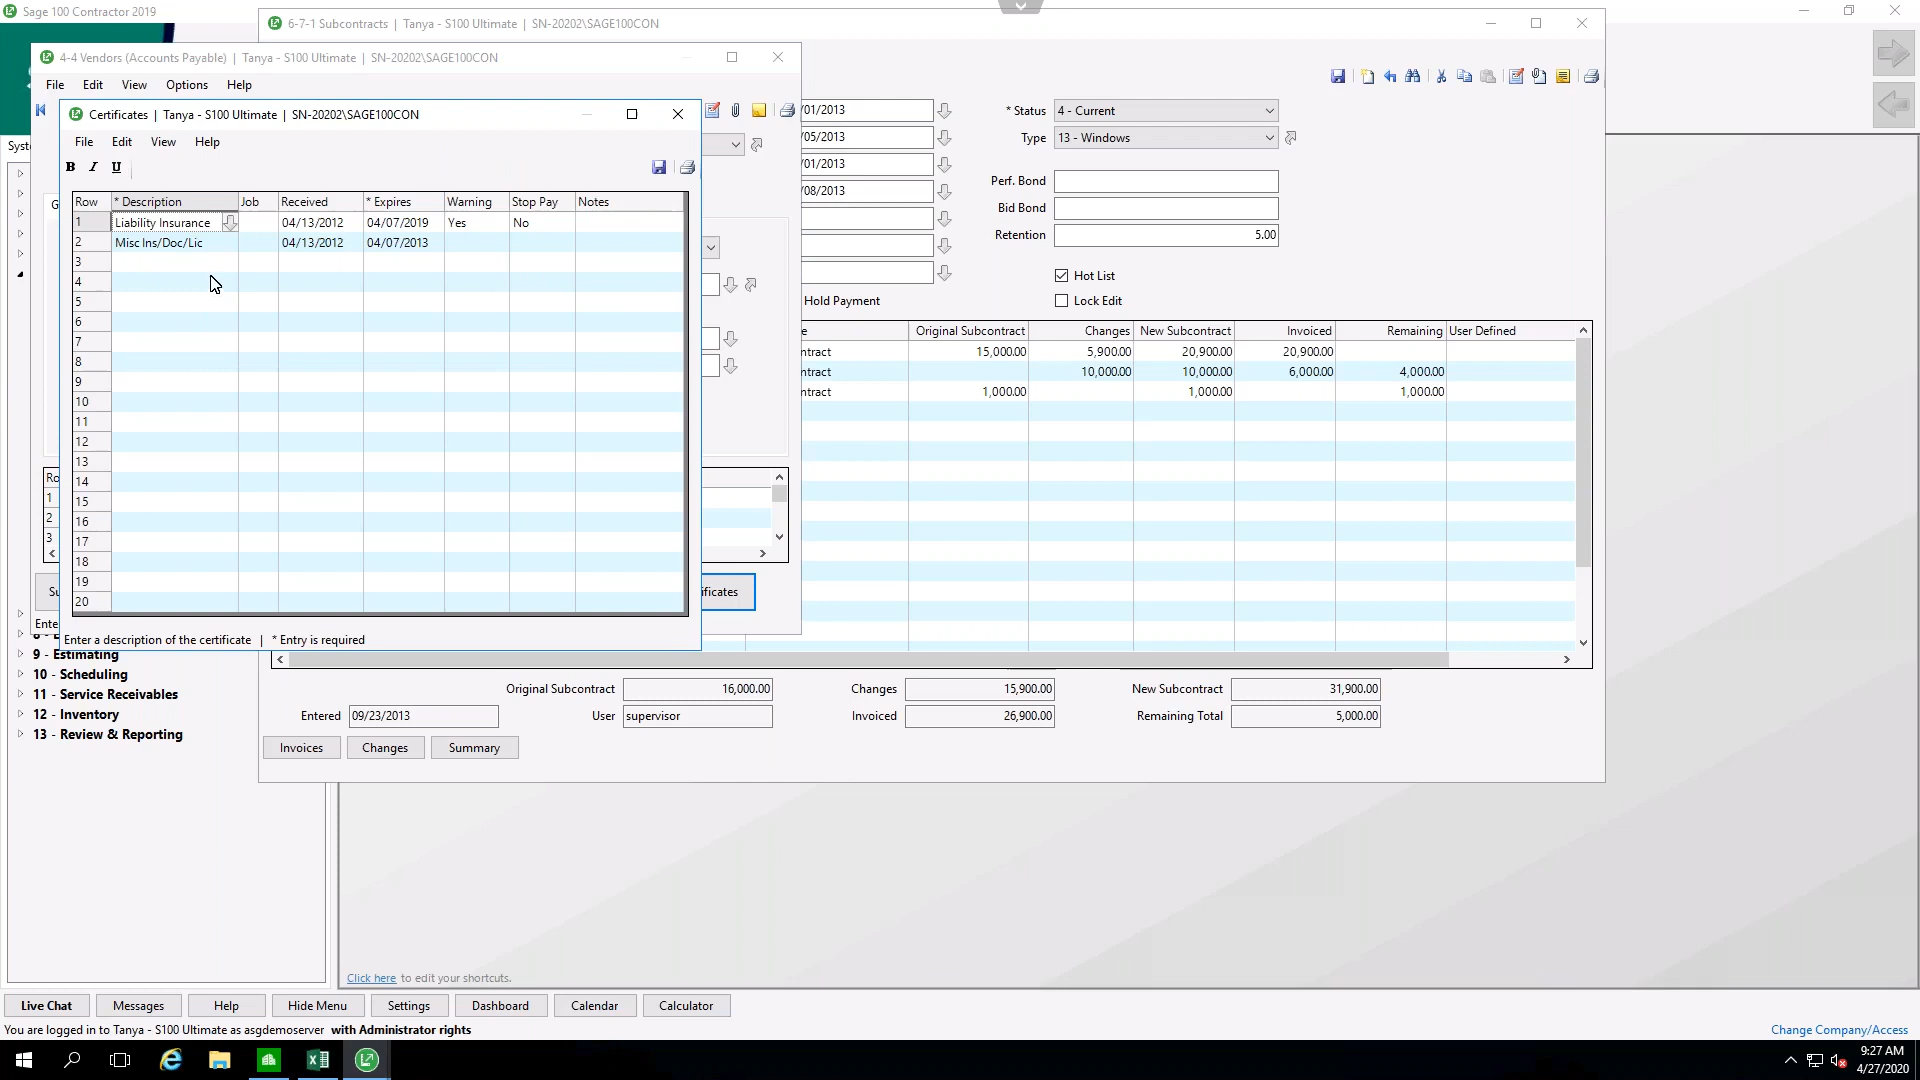 Sage 100 Contractor 2019
6-7-1 Subcontracts | Tanya - S100 Ultimate | SN-20202\SAGE100CON
4-4 Vendors (Accounts Payable) | Tanya - S100 Ultimate | SN-20202\SAGE100CON
File Edit View Options Help
Certificates | Tanya - S100 Ultimate | SN-20202\SAGE100CON
File Edit View Help
B I U
Row * Description Job Received * Expires Warning Stop Pay Notes
1 Liability Insurance 04/13/2012 04/07/2019 Yes No
2 Misc Ins/Doc/Lic 04/13/2012 04/07/2013
3
4
5
6
7
8
9
10
11
12
13
14
15
16
17
18
19
20
Enter a description of the certificate | * Entry is required
Syst
G
Ro
1
2
3
Su
ificates
Ente
/01/2013
/05/2013
/01/2013
/08/2013
Hold Payment
* Status 4 - Current
Type 13 - Windows
Perf. Bond
Bid Bond
Retention 5.00
Hot List
Lock Edit
e Original Subcontract Changes New Subcontract Invoiced Remaining User Defined
ntract 15,000.00 5,900.00 20,900.00 20,900.00
ntract 10,000.00 10,000.00 6,000.00 4,000.00
ntract 1,000.00 1,000.00 1,000.00
Original Subcontract 16,000.00 Changes 15,900.00 New Subcontract 31,900.00
Entered 09/23/2013 User supervisor Invoiced 26,900.00 Remaining Total 5,000.00
Invoices Changes Summary
9 - Estimating
10 - Scheduling
11 - Service Receivables
12 - Inventory
13 - Review & Reporting
Click here to edit your shortcuts.
Live Chat Messages Help Hide Menu Settings Dashboard Calendar Calculator
You are logged in to Tanya - S100 Ultimate as asgdemoserver with Administrator rights
Change Company/Access
9:27 AM
4/27/2020